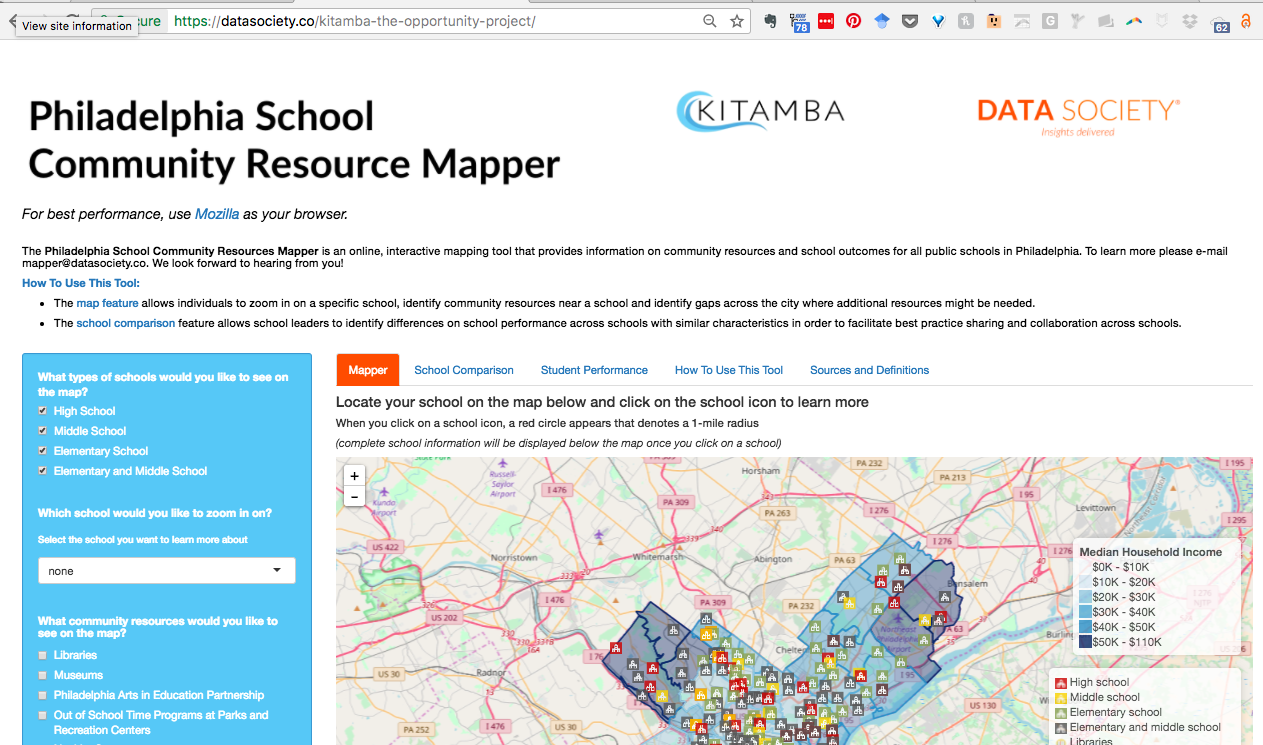 Secure
https://datasociety.co/kitamba-the-opportunity-project/
View site information
78
62
Philadelphia School
Community Resource Mapper
KITAMBA
DATA SOCIETY®
Insights delivered
For best performance, use Mozilla as your browser.
The Philadelphia School Community Resources Mapper is an online, interactive mapping tool that provides information on community resources and school outcomes for all public schools in Philadelphia. To learn more please e-mail
mapper@datasociety.co. We look forward to hearing from you!
How To Use This Tool:
• The map feature allows individuals to zoom in on a specific school, identify community resources near a school and identify gaps across the city where additional resources might be needed.
• The school comparison feature allows school leaders to identify differences on school performance across schools with similar characteristics in order to facilitate best practice sharing and collaboration across schools.
What types of schools would you like to see on
the map?
High School
Middle School
Elementary School
Elementary and Middle School
Which school would you like to zoom in on?
Select the school you want to learn more about
none
What community resources would you like to
see on the map?
Libraries
Museums
Philadelphia Arts in Education Partnership
Out of School Time Programs at Parks and
Recreation Centers
Mapper
School Comparison
Student Performance
How To Use This Tool
Sources and Definitions
Locate your school on the map below and click on the school icon to learn more
When you click on a school icon, a red circle appears that denotes a 1-mile radius
(complete school information will be displayed below the map once you click on a school)
+
-
PA 309
Horsham
PA 232
I 195
Airport
I 476
PA 213
I 95
PA 309
PA 263
Levittown
I 276
I 295
US 422
Norristown
Whitemarsh
Abington
PA 63
I 276
I 276
I 476
PA 309
PA 232
US 202
PA 63
US 30
Radnor
I 95
US 130
PA 252
I 476
US 30
Median Household Income
$0K - $10K
$10K - $20K
$20K - $30K
$30K - $40K
$40K - $50K
$50K - $110K
High school
Middle school
Elementary school
Elementary and middle school
Libraries